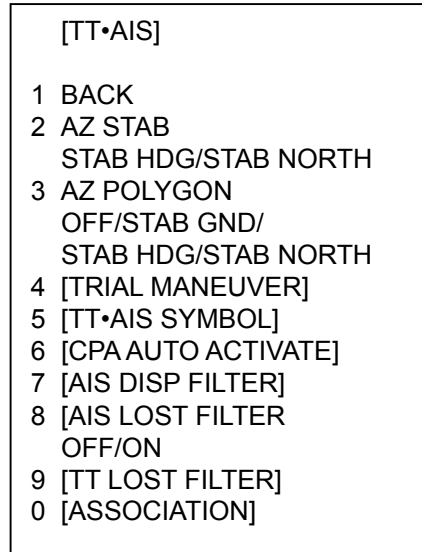 [TT•AIS]
1 BACK
2 AZ STAB
STAB HDG/STAB NORTH
3 AZ POLYGON
OFF/STAB GND/
STAB HDG/STAB NORTH
4 [TRIAL MANEUVER]
5 [TT•AIS SYMBOL]
6 [CPA AUTO ACTIVATE]
7 [AIS DISP FILTER]
8 [AIS LOST FILTER
OFF/ON
9 [TT LOST FILTER]
0 [ASSOCIATION]